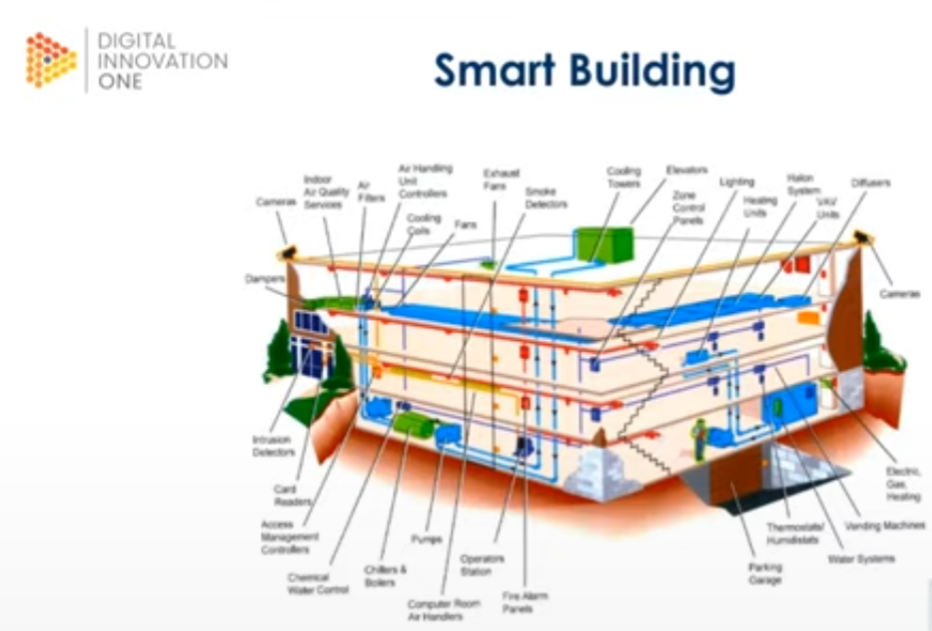 DIGITAL
INNOVATION
ONE
Smart Building
Cameras
Indoor
Air Quality
Services
Air
Filters
Air Handling
Unit
Controllers
Cooling
Coils
Fans
Exhaust
Fans
Smoke
Detectors
Cooling
Towers
Elevators
Zone
Control
Panels
Lighting
Heating
Units
Halon
System
VAV
Units
Diffusers
Dampers
Cameras
Intrusion
Detectors
Card
Readers
Access
Management
Controllers
Chemical
Water Control
Chillers &
Boilers
Pumps
Computer Room
Air Handlers
Operators
Station
Fire Alarm
Panels
Parking
Garage
Thermostats/
Humidistats
Water Systems
Vending Machines
Electric,
Gas,
Heating